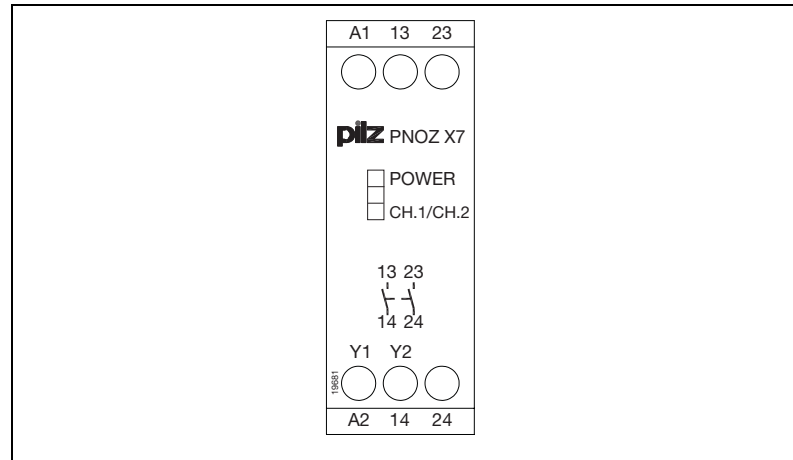 A1 13 23
pilz PNOZ X7
POWER
CH.1/CH.2
13 23
14 24
Y1 Y2
19681
A2 14 24